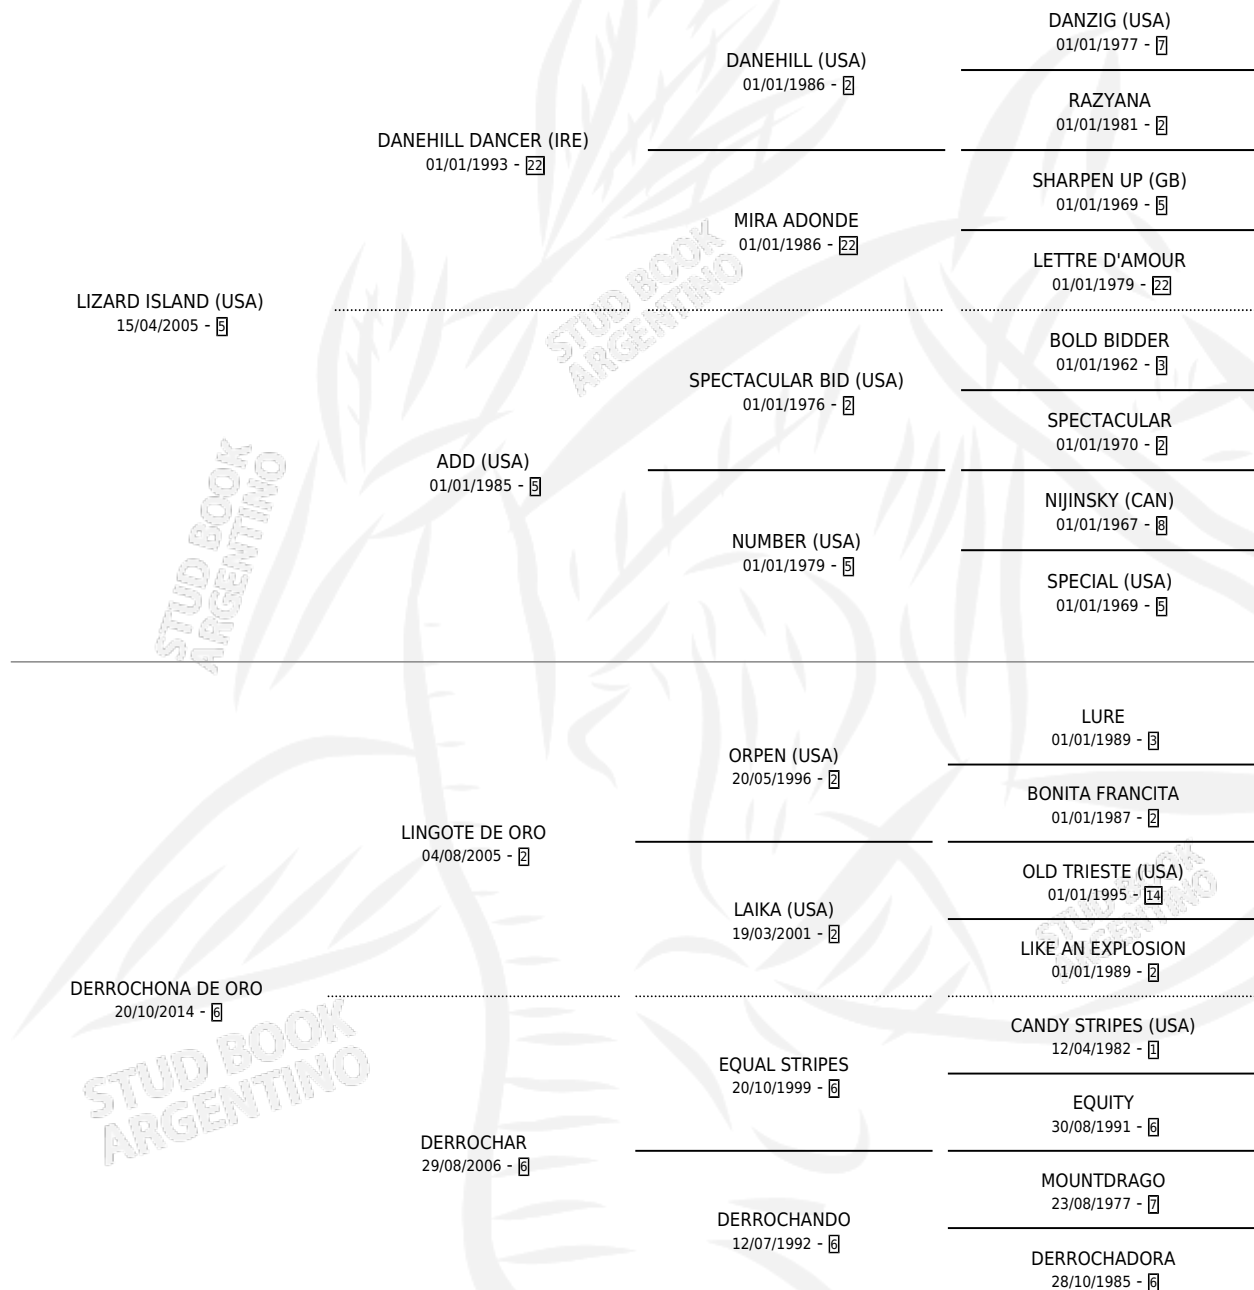 DANZIG (USA)
01/01/1977 - 7
DANEHILL (USA)
01/01/1986 - 2
RAZYANA
01/01/1981 - 2
DANEHILL DANCER (IRE)
01/01/1993 - 22
SHARPEN UP (GB)
01/01/1969 - 5
MIRA ADONDE
01/01/1986 - 22
LETTRE D'AMOUR
01/01/1979 - 22
LIZARD ISLAND (USA)
15/04/2005 - 5
STUD BOOK
ARGENTINO
BOLD BIDDER
01/01/1962 - 3
SPECTACULAR BID (USA)
01/01/1976 - 2
SPECTACULAR
01/01/1970 - 2
ADD (USA)
01/01/1985 - 5
NIJINSKY (CAN)
01/01/1967 - 8
NUMBER (USA)
01/01/1979 - 5
SPECIAL (USA)
01/01/1969 - 5
STUD BOOK
ARGENTINO
LURE
01/01/1989 - 3
ORPEN (USA)
20/05/1996 - 2
BONITA FRANCITA
01/01/1987 - 2
LINGOTE DE ORO
04/08/2005 - 2
OLD TRIESTE (USA)
01/01/1995 - 14
STUD BOOK
ARGENTINO
LAIKA (USA)
19/03/2001 - 2
LIKE AN EXPLOSION
01/01/1989 - 2
DERROCHONA DE ORO
20/10/2014 - 6
STUD BOOK
ARGENTINO
CANDY STRIPES (USA)
12/04/1982 - 1
EQUAL STRIPES
20/10/1999 - 6
EQUITY
30/08/1991 - 6
DERROCHAR
29/08/2006 - 6
MOUNTDRAGO
23/08/1977 - 7
DERROCHANDO
12/07/1992 - 6
DERROCHADORA
28/10/1985 - 6